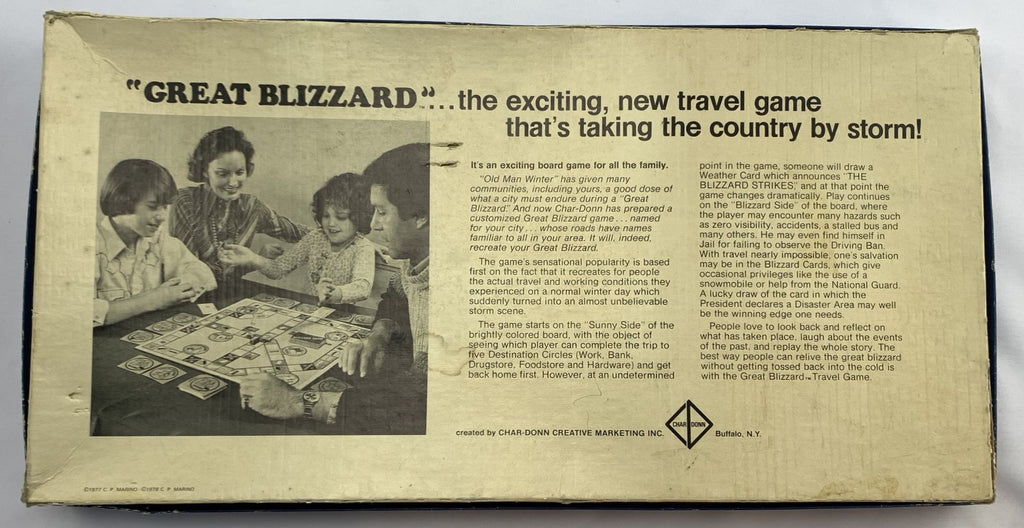 "GREAT BLIZZARD"... the exciting, new travel game
that's taking the country by storm!
It's an exciting board game for all the family.
"Old Man Winter" has given many
communities, including yours, a good dose of
what a city must endure during a "Great
Blizzard." And now Char-Donn has prepared a
customized Great Blizzard game ... named
for your city ... whose roads have names
familiar to all in your area. It will, indeed,
recreate your Great Blizzard.
The game's sensational popularity is based
first on the fact that it recreates for people
the actual travel and working conditions they
experienced on a normal winter day which
suddenly turned into an almost unbelievable
storm scene.
The game starts on the "Sunny Side" of the
brightly colored board, with the object of
seeing which player can complete the trip to
five Destination Circles (Work, Bank,
Drugstore, Foodstore and Hardware) and get
back home first. However, at an undetermined
point in the game, someone will draw a
Weather Card which announces "THE
BLIZZARD STRIKES," and at that point the
game changes dramatically. Play continues
on the "Blizzard Side" of the board, where
the player may encounter many hazards such
as zero visibility, accidents, a stalled bus and
many others. He may even find himself in
Jail for failing to observe the Driving Ban.
With travel nearly impossible, one's salvation
may be in the Blizzard Cards, which give
occasional privileges like the use of a
snowmobile or help from the National Guard.
A lucky draw of the card in which the
President declares a Disaster Area may well
be the winning edge one needs.
People love to look back and reflect on
what has taken place, laugh about the events
of the past, and replay the whole story. The
best way people can relive the great blizzard
without getting tossed back into the cold is
with the Great Blizzard™ Travel Game.
created by CHAR-DONN CREATIVE MARKETING INC. CHAR DONN Buffalo, N.Y.
©1977 C. P. MARINO ©1978 C. P. MARINO